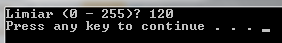 Limiar (0 - 255)? 120
Press any key to continue . . . _